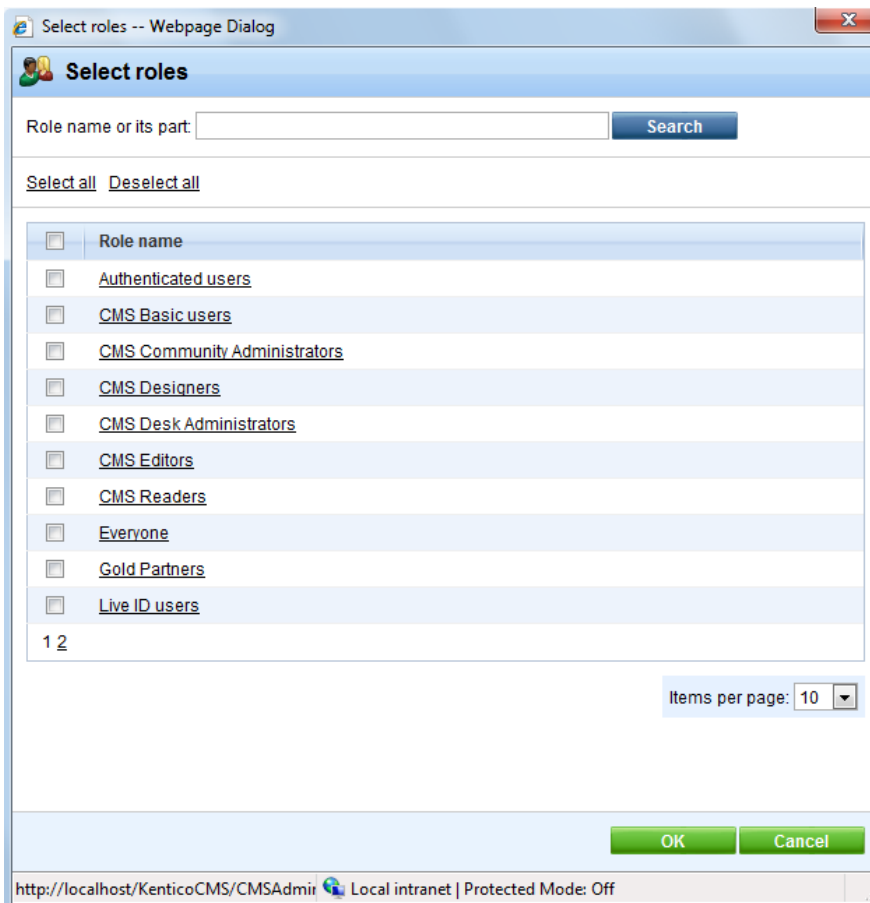 Select roles -- Webpage Dialog
Select roles
Role name or its part: Search
Select all Deselect all
Role name
Authenticated users
CMS Basic users
CMS Community Administrators
CMS Designers
CMS Desk Administrators
CMS Editors
CMS Readers
Everyone
Gold Partners
Live ID users
1 2
Items per page: 10
OK Cancel
http://localhost/KenticoCMS/CMSAdmir Local intranet | Protected Mode: Off